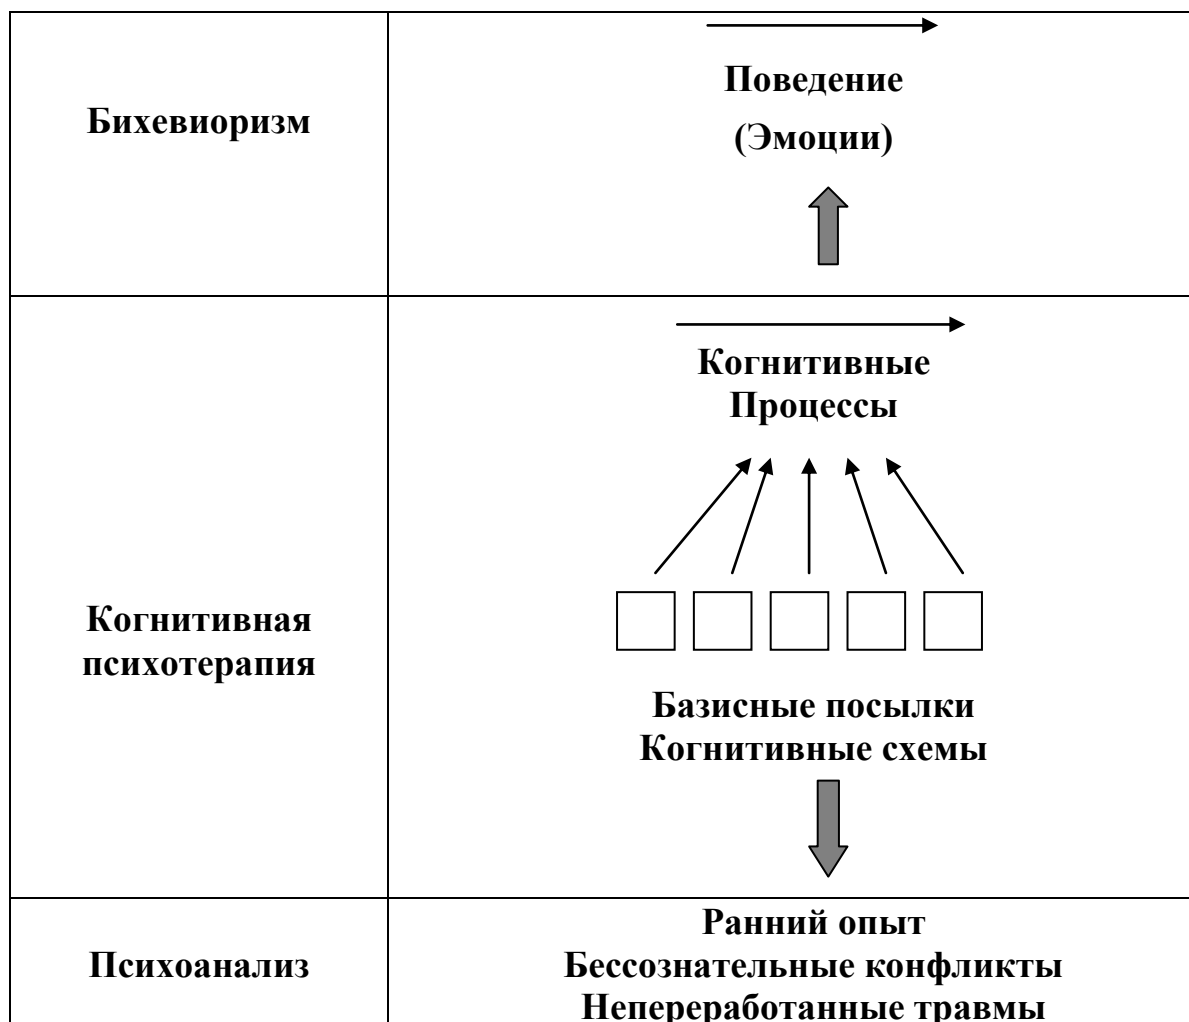 Бихевиоризм
Поведение
(Эмоции)
Когнитивная
психотерапия
Когнитивные
Процессы
Базисные посылки
Когнитивные схемы
Психоанализ
Ранний опыт
Бессознательные конфликты
Непереработанные травмы